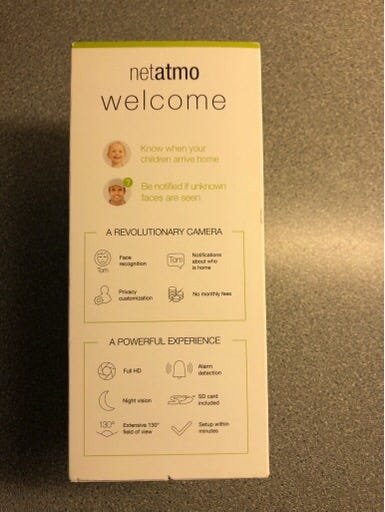 netatmo
welcome
Know when your
children arrive home
?
Be notified if unknown
faces are seen
A REVOLUTIONARY CAMERA
Tom
Face
recognition
Tom
Notifications
about who
is home
Privacy
customization
No monthly fees
A POWERFUL EXPERIENCE
Full HD
Alarm
detection
Night vision
SD card
included
130°
Extensive 130°
field of view
Setup within
minutes